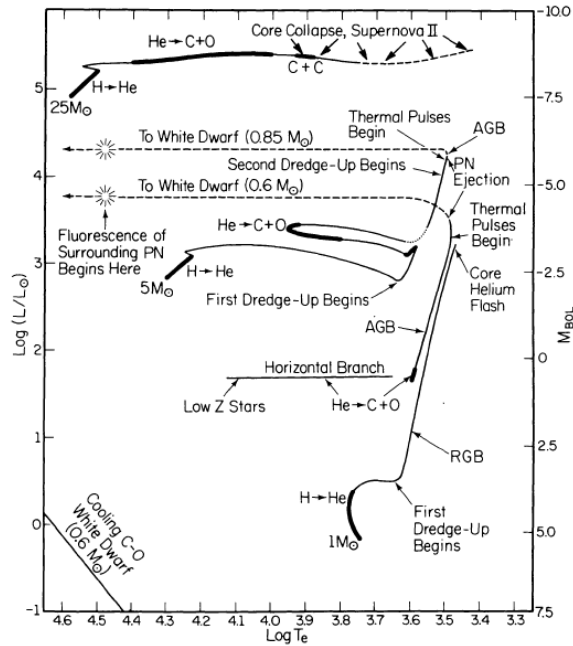 Core Collapse, Supernova II
He→C+O
C + C
H→He
25M⊙
Thermal Pulses
Begin
AGB
To White Dwarf (0.85 M⊙)
Second Dredge-Up Begins
PN
Ejection
To White Dwarf (0.6 M⊙)
Thermal
Pulses
Begin
He→C+O
Fluorescence of
Surrounding PN
Begins Here
H→He
5M⊙
Core
Helium
Flash
First Dredge-Up Begins
AGB
Horizontal Branch
Low Z Stars
He→C+O
RGB
H→He
1M⊙
First
Dredge-Up
Begins
Cooling C-O
White Dwarf
(0.6 M⊙)
Log (L/L⊙)
5
4
3
2
1
0
-1
M BOL
-10.0
-7.5
-5.0
-2.5
0
2.5
5.0
7.5
4.6 4.5 4.4 4.3 4.2 4.1 4.0 3.9 3.8 3.7 3.6 3.5 3.4 3.3
Log Te